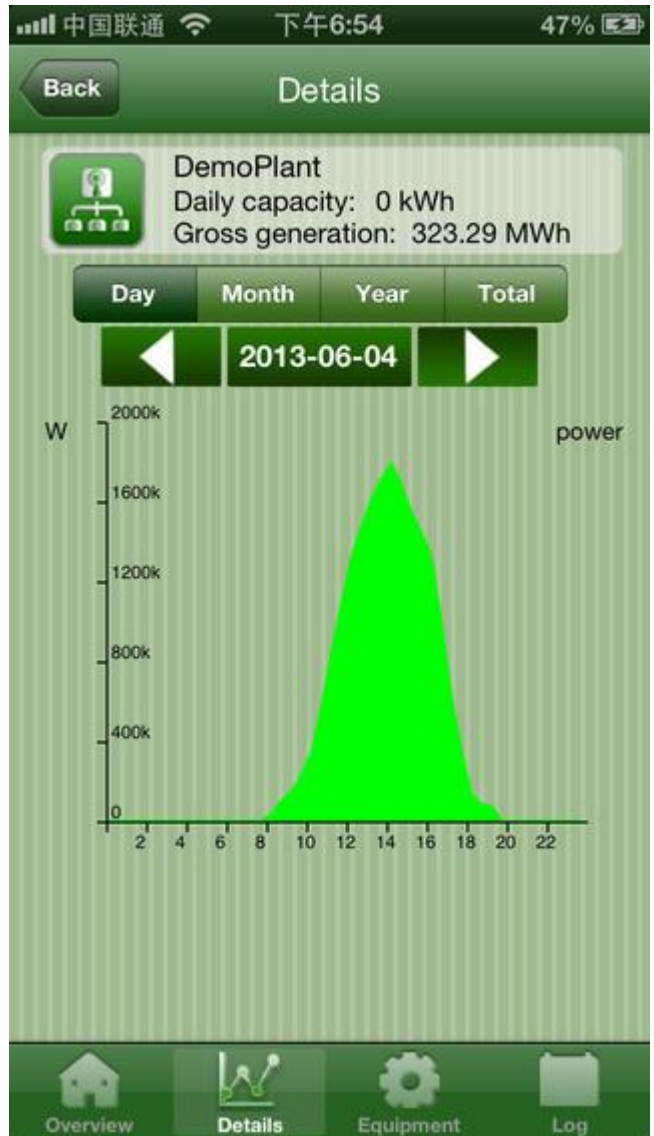 中国联通 下午6:54 47%
Back Details
DemoPlant
Daily capacity: 0 kWh
Gross generation: 323.29 MWh
Day Month Year Total
2013-06-04
W power
2000k
1600k
1200k
800k
400k
0
2 4 6 8 10 12 14 16 18 20 22
Overview Details Equipment Log